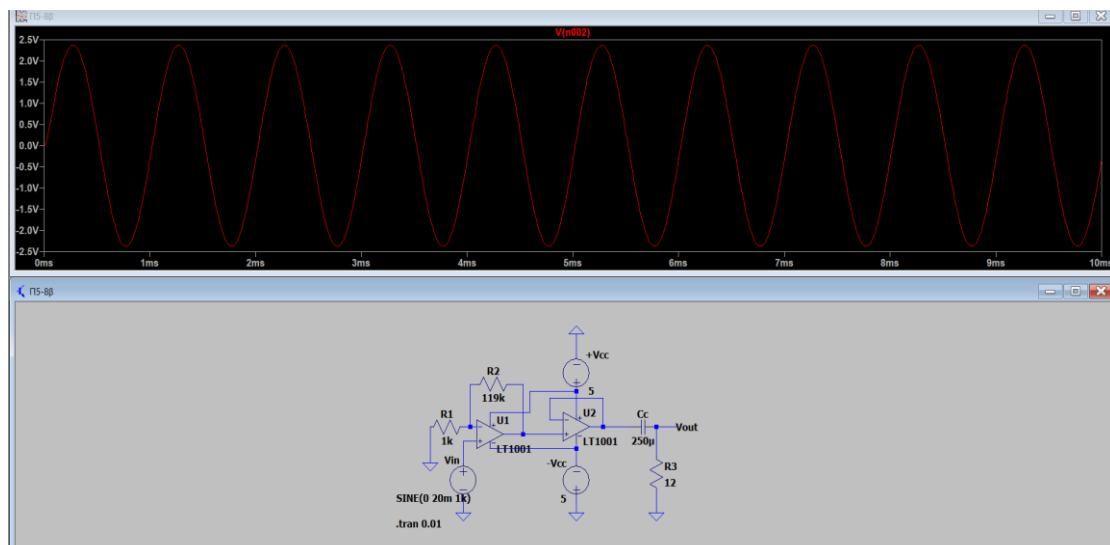 Π5-8β
V(n002)
2.5V
2.0V
1.5V
1.0V
0.5V
0.0V
-0.5V
-1.0V
-1.5V
-2.0V
-2.5V
0ms 1ms 2ms 3ms 4ms 5ms 6ms 7ms 8ms 9ms 10ms
Π5-8β
+Vcc
5
R2
119k
R1
1k
U1
LT1001
U2
LT1001
Cc
250µ
Vout
Vin
-Vcc
5
R3
12
SINE(0 20m 1k)
.tran 0.01